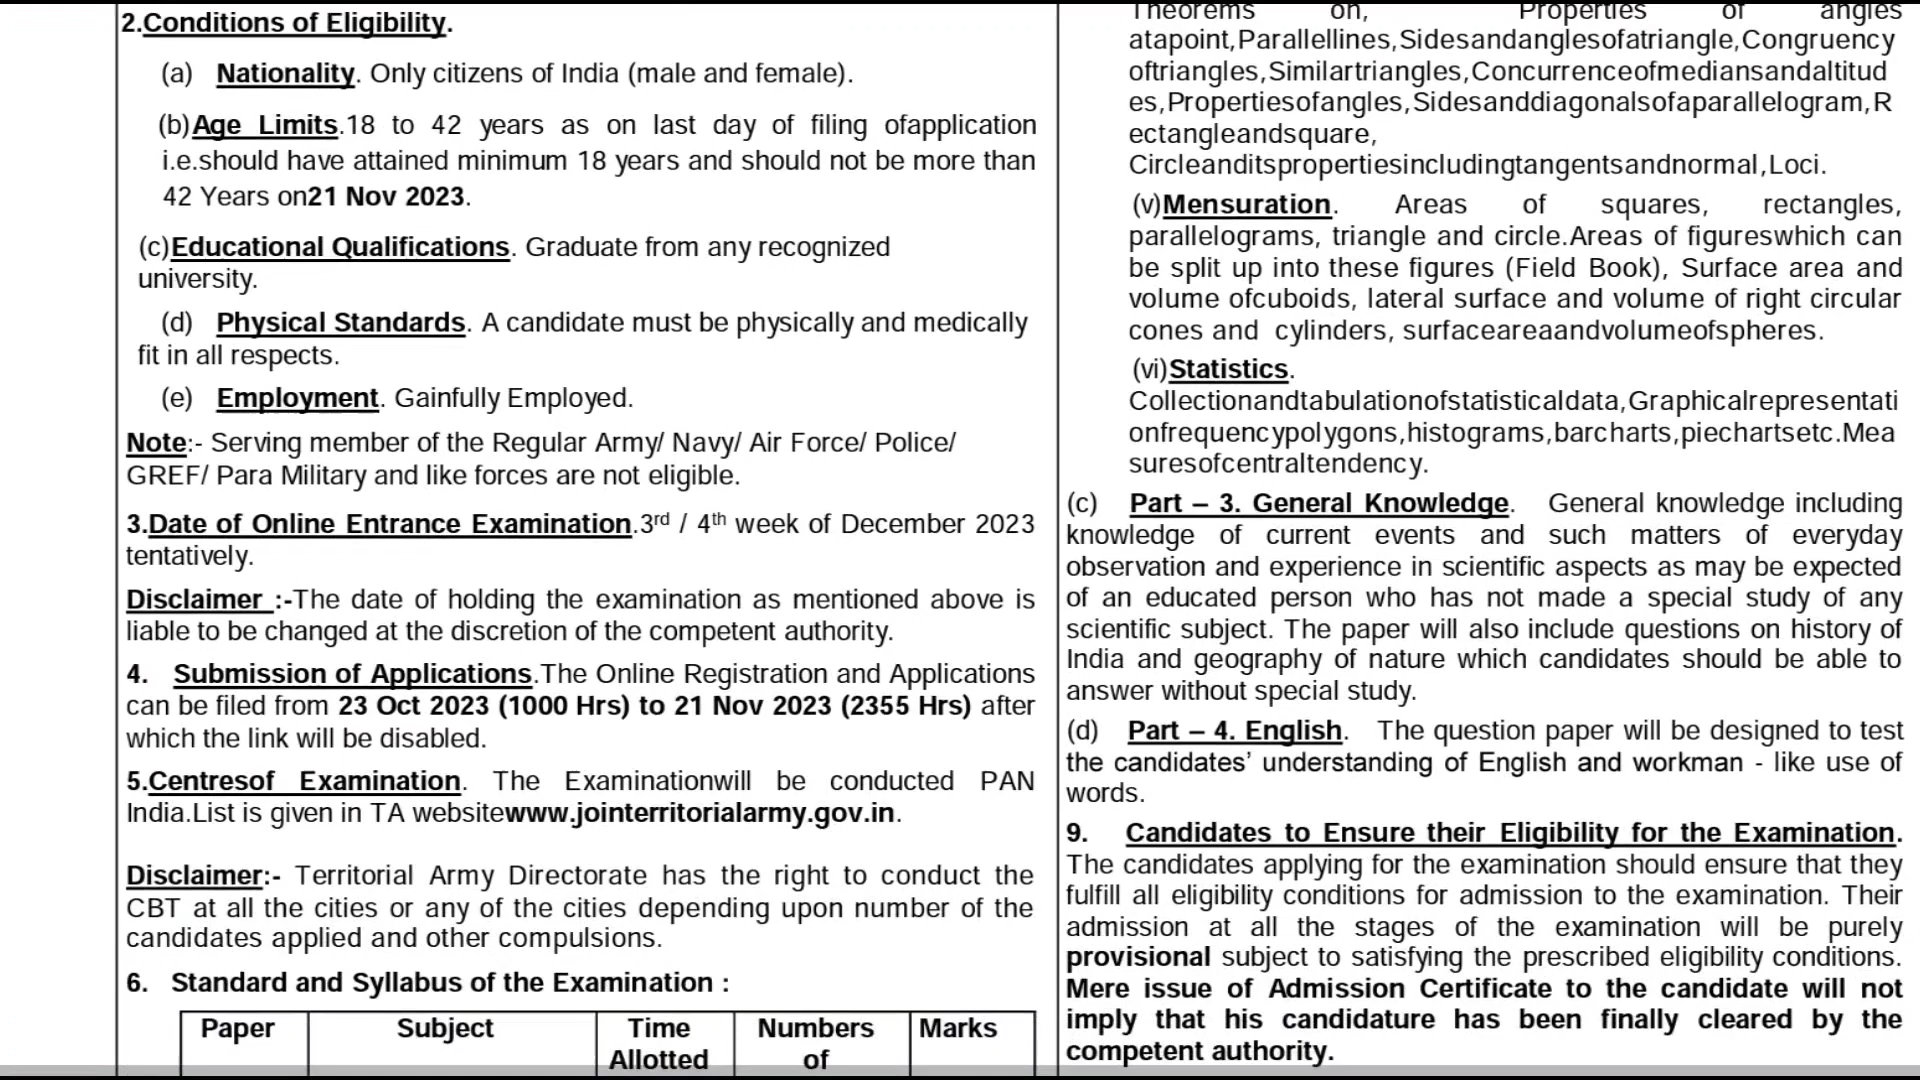 2.Conditions of Eligibility.
(a) Nationality. Only citizens of India (male and female).
(b)Age Limits.18 to 42 years as on last day of filing ofapplication
i.e.should have attained minimum 18 years and should not be more than
42 Years on21 Nov 2023.
(c)Educational Qualifications. Graduate from any recognized
university.
(d) Physical Standards. A candidate must be physically and medically
fit in all respects.
(e) Employment. Gainfully Employed.
Note:- Serving member of the Regular Army/ Navy/ Air Force/ Police/
GREF/ Para Military and like forces are not eligible.
3.Date of Online Entrance Examination.3rd / 4th week of December 2023
tentatively.
Disclaimer :-The date of holding the examination as mentioned above is
liable to be changed at the discretion of the competent authority.
4. Submission of Applications.The Online Registration and Applications
can be filed from 23 Oct 2023 (1000 Hrs) to 21 Nov 2023 (2355 Hrs) after
which the link will be disabled.
5.Centresof Examination. The Examinationwill be conducted PAN
India.List is given in TA websitewww.jointerritorialarmy.gov.in.
Disclaimer:- Territorial Army Directorate has the right to conduct the
CBT at all the cities or any of the cities depending upon number of the
candidates applied and other compulsions.
6. Standard and Syllabus of the Examination :
Paper Subject Time Numbers Marks
Allotted of
Theorems on, Properties of angles
atapoint,Parallellines,Sidesandanglesofatriangle,Congruency
oftriangles,Similartriangles,Concurrenceofmediansandaltitud
es,Propertiesofangles,Sidesanddiagonalsofaparallelogram,R
ectangleandsquare,
Circleanditspropertiesincludingtangentsandnormal,Loci.
(v)Mensuration. Areas of squares, rectangles,
parallelograms, triangle and circle.Areas of figureswhich can
be split up into these figures (Field Book), Surface area and
volume ofcuboids, lateral surface and volume of right circular
cones and cylinders, surfaceareaandvolumeofspheres.
(vi)Statistics.
Collectionandtabulationofstatisticaldata,Graphicalrepresentati
onfrequencypolygons,histograms,barcharts,piechartsetc.Mea
suresofcentraltendency.
(c) Part – 3. General Knowledge. General knowledge including
knowledge of current events and such matters of everyday
observation and experience in scientific aspects as may be expected
of an educated person who has not made a special study of any
scientific subject. The paper will also include questions on history of
India and geography of nature which candidates should be able to
answer without special study.
(d) Part – 4. English. The question paper will be designed to test
the candidates’ understanding of English and workman - like use of
words.
9. Candidates to Ensure their Eligibility for the Examination.
The candidates applying for the examination should ensure that they
fulfill all eligibility conditions for admission to the examination. Their
admission at all the stages of the examination will be purely
provisional subject to satisfying the prescribed eligibility conditions.
Mere issue of Admission Certificate to the candidate will not
imply that his candidature has been finally cleared by the
competent authority.